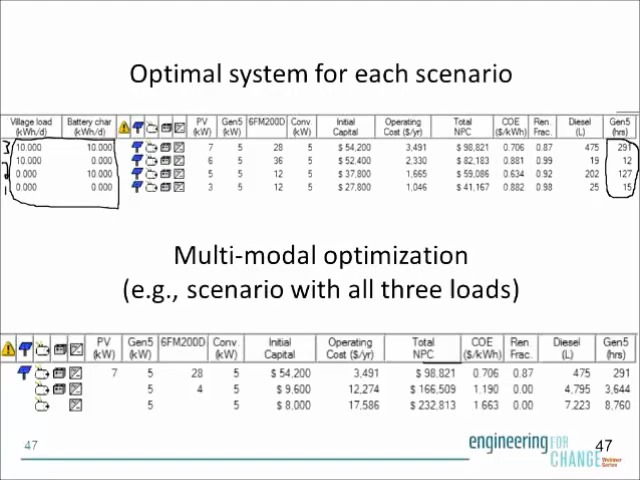 Optimal system for each scenario
Village load (kWh/d) Battery char (kWh/d) PV (kW) Gen5 (kW) 6FM200D Conv. (kW) Initial Capital Operating Cost ($/yr) Total NPC COE ($/kWh) Ren. Frac. Diesel (L) Gen5 (hrs)
3 10.000 10.000 7 5 28 5 $ 54,200 3,491 $ 98,821 0.706 0.87 475 291
10.000 0.000 6 5 36 5 $ 52,400 2,330 $ 82,183 0.881 0.99 19 12
0.000 10.000 5 5 12 5 $ 37,800 1,665 $ 59,086 0.634 0.92 202 127
1 0.000 0.000 3 5 12 5 $ 27,800 1,046 $ 41,167 0.882 0.98 25 15
Multi-modal optimization
(e.g., scenario with all three loads)
PV (kW) Gen5 (kW) 6FM200D Conv. (kW) Initial Capital Operating Cost ($/yr) Total NPC COE ($/kWh) Ren. Frac. Diesel (L) Gen5 (hrs)
7 5 28 5 $ 54,200 3,491 $ 98,821 0.706 0.87 475 291
5 4 5 $ 9,600 12,274 $ 166,509 1.190 0.00 4,795 3,644
5 5 $ 8,000 17,586 $ 232,813 1.663 0.00 7,223 8,760
47
engineering FOR CHANGE Webinar Series
47